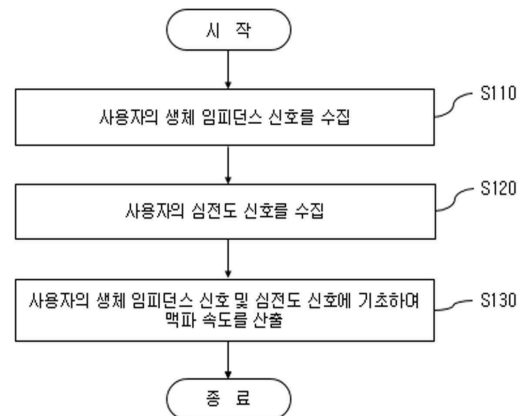 시 작
사용자의 생체 임피던스 신호를 수집
S110
사용자의 심전도 신호를 수집
S120
사용자의 생체 임피던스 신호 및 심전도 신호에 기초하여
맥파 속도를 산출
S130
종 료